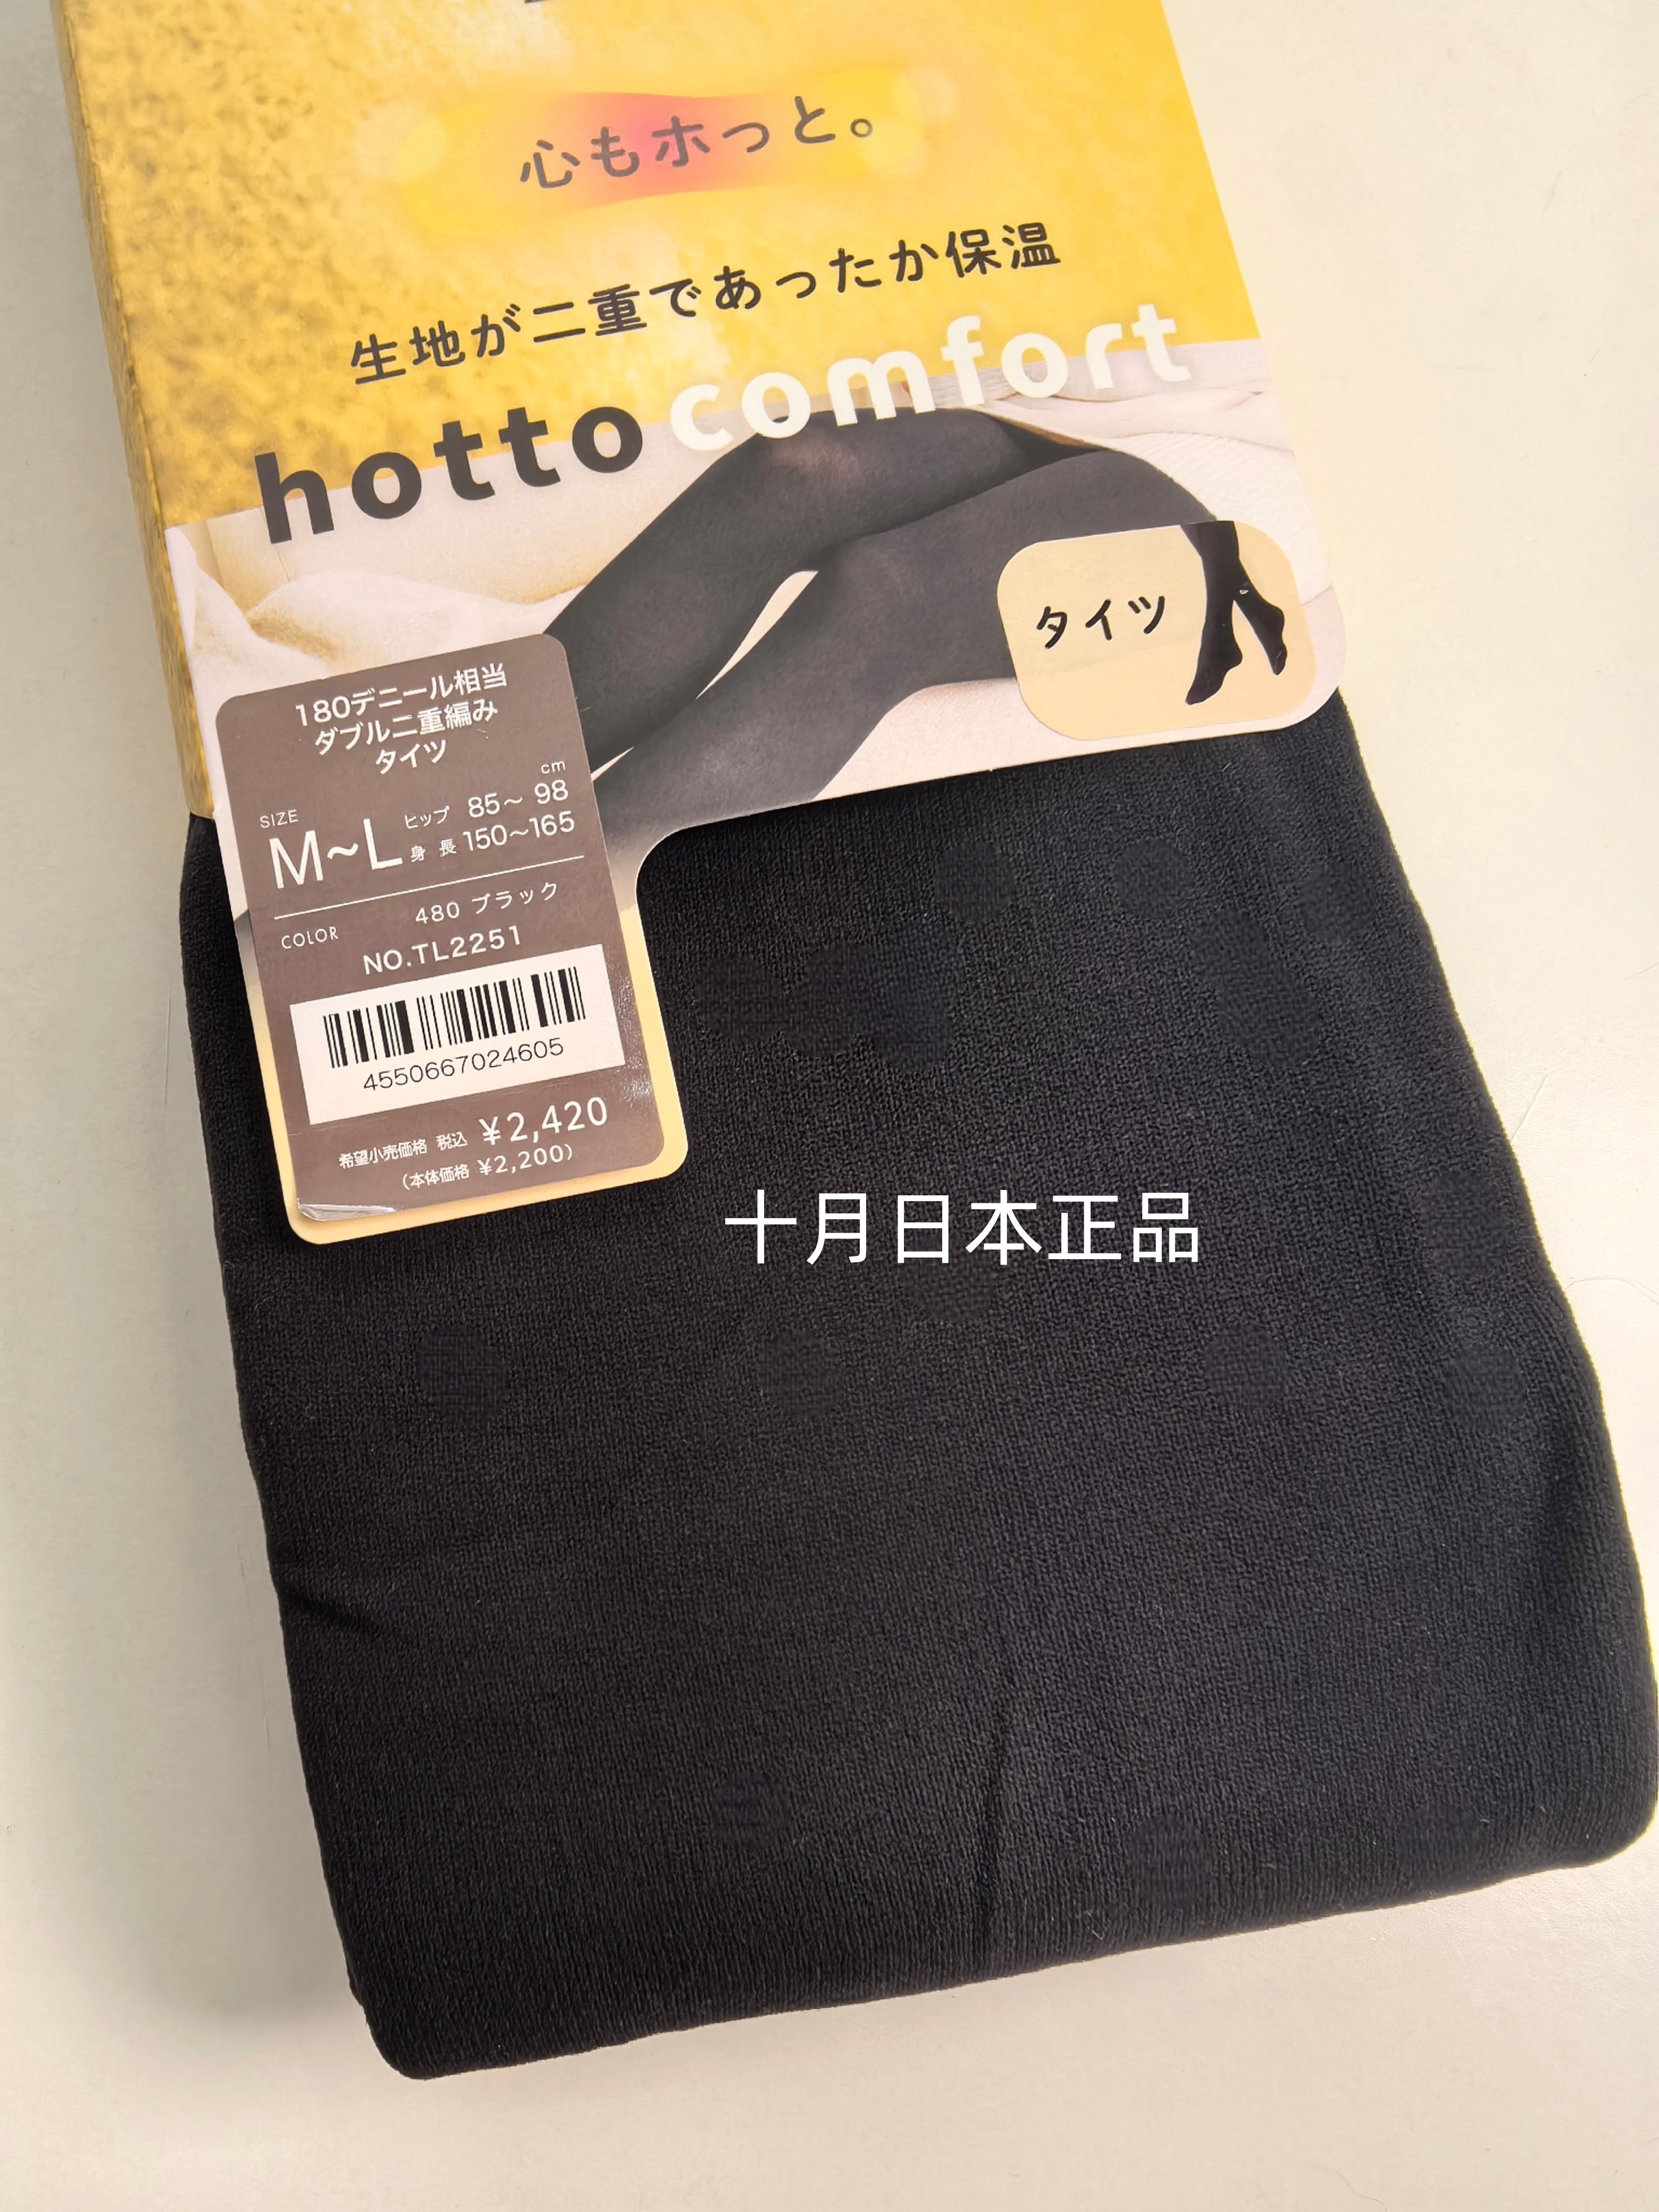 心もホっと。
生地が二重であったか保温
hotto comfort
タイツ
180デニール相当
ダブル二重編み
タイツ
cm
SIZE
M~L ヒップ 85~ 98
身 長 150~165
480 ブラック
COLOR
NO.TL2251
4550667024605
希望小売価格 税込 ¥2,420
(本体価格 ¥2,200)
十月日本正品